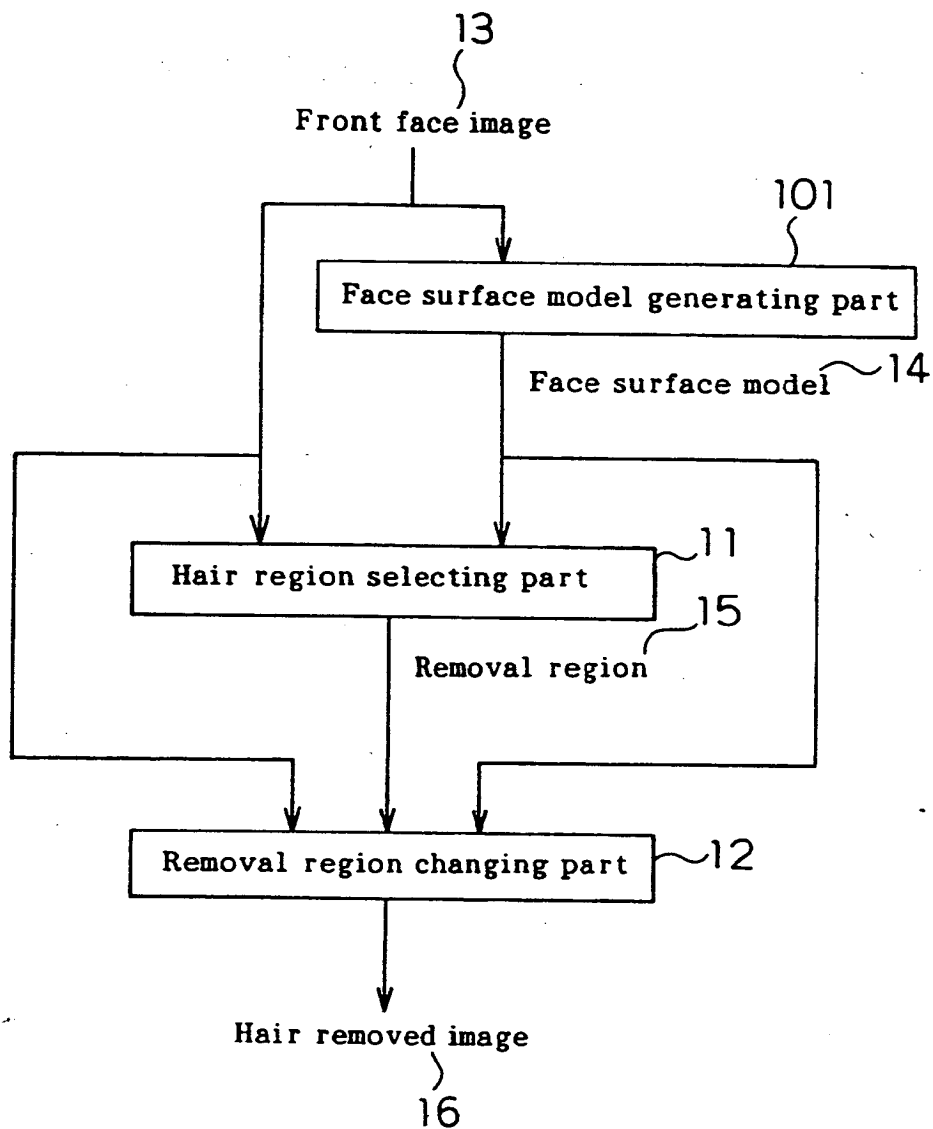 13
Front face image
101
Face surface model generating part
14
Face surface model
11
Hair region selecting part
15
Removal region
Removal region changing part
12
Hair removed image
16